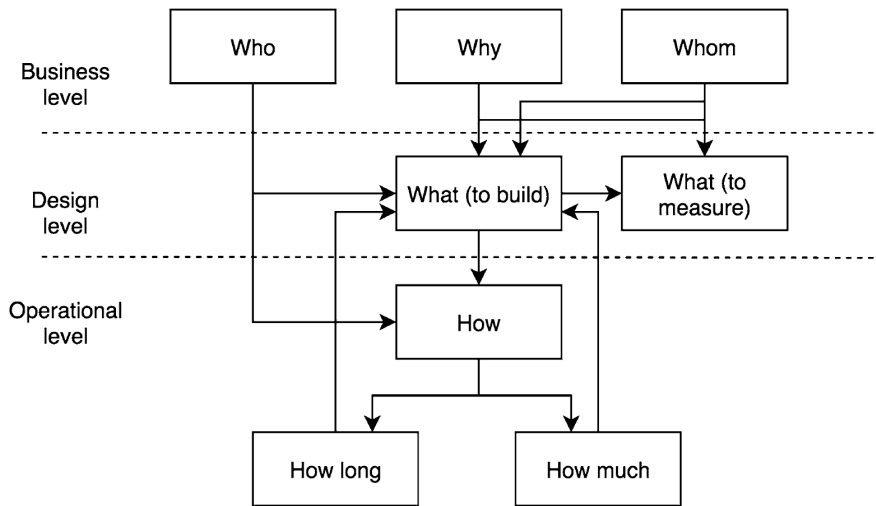 Who
Why
Whom
Business
level
What (to build)
What (to
measure)
Design
level
Operational
level
How
How long
How much